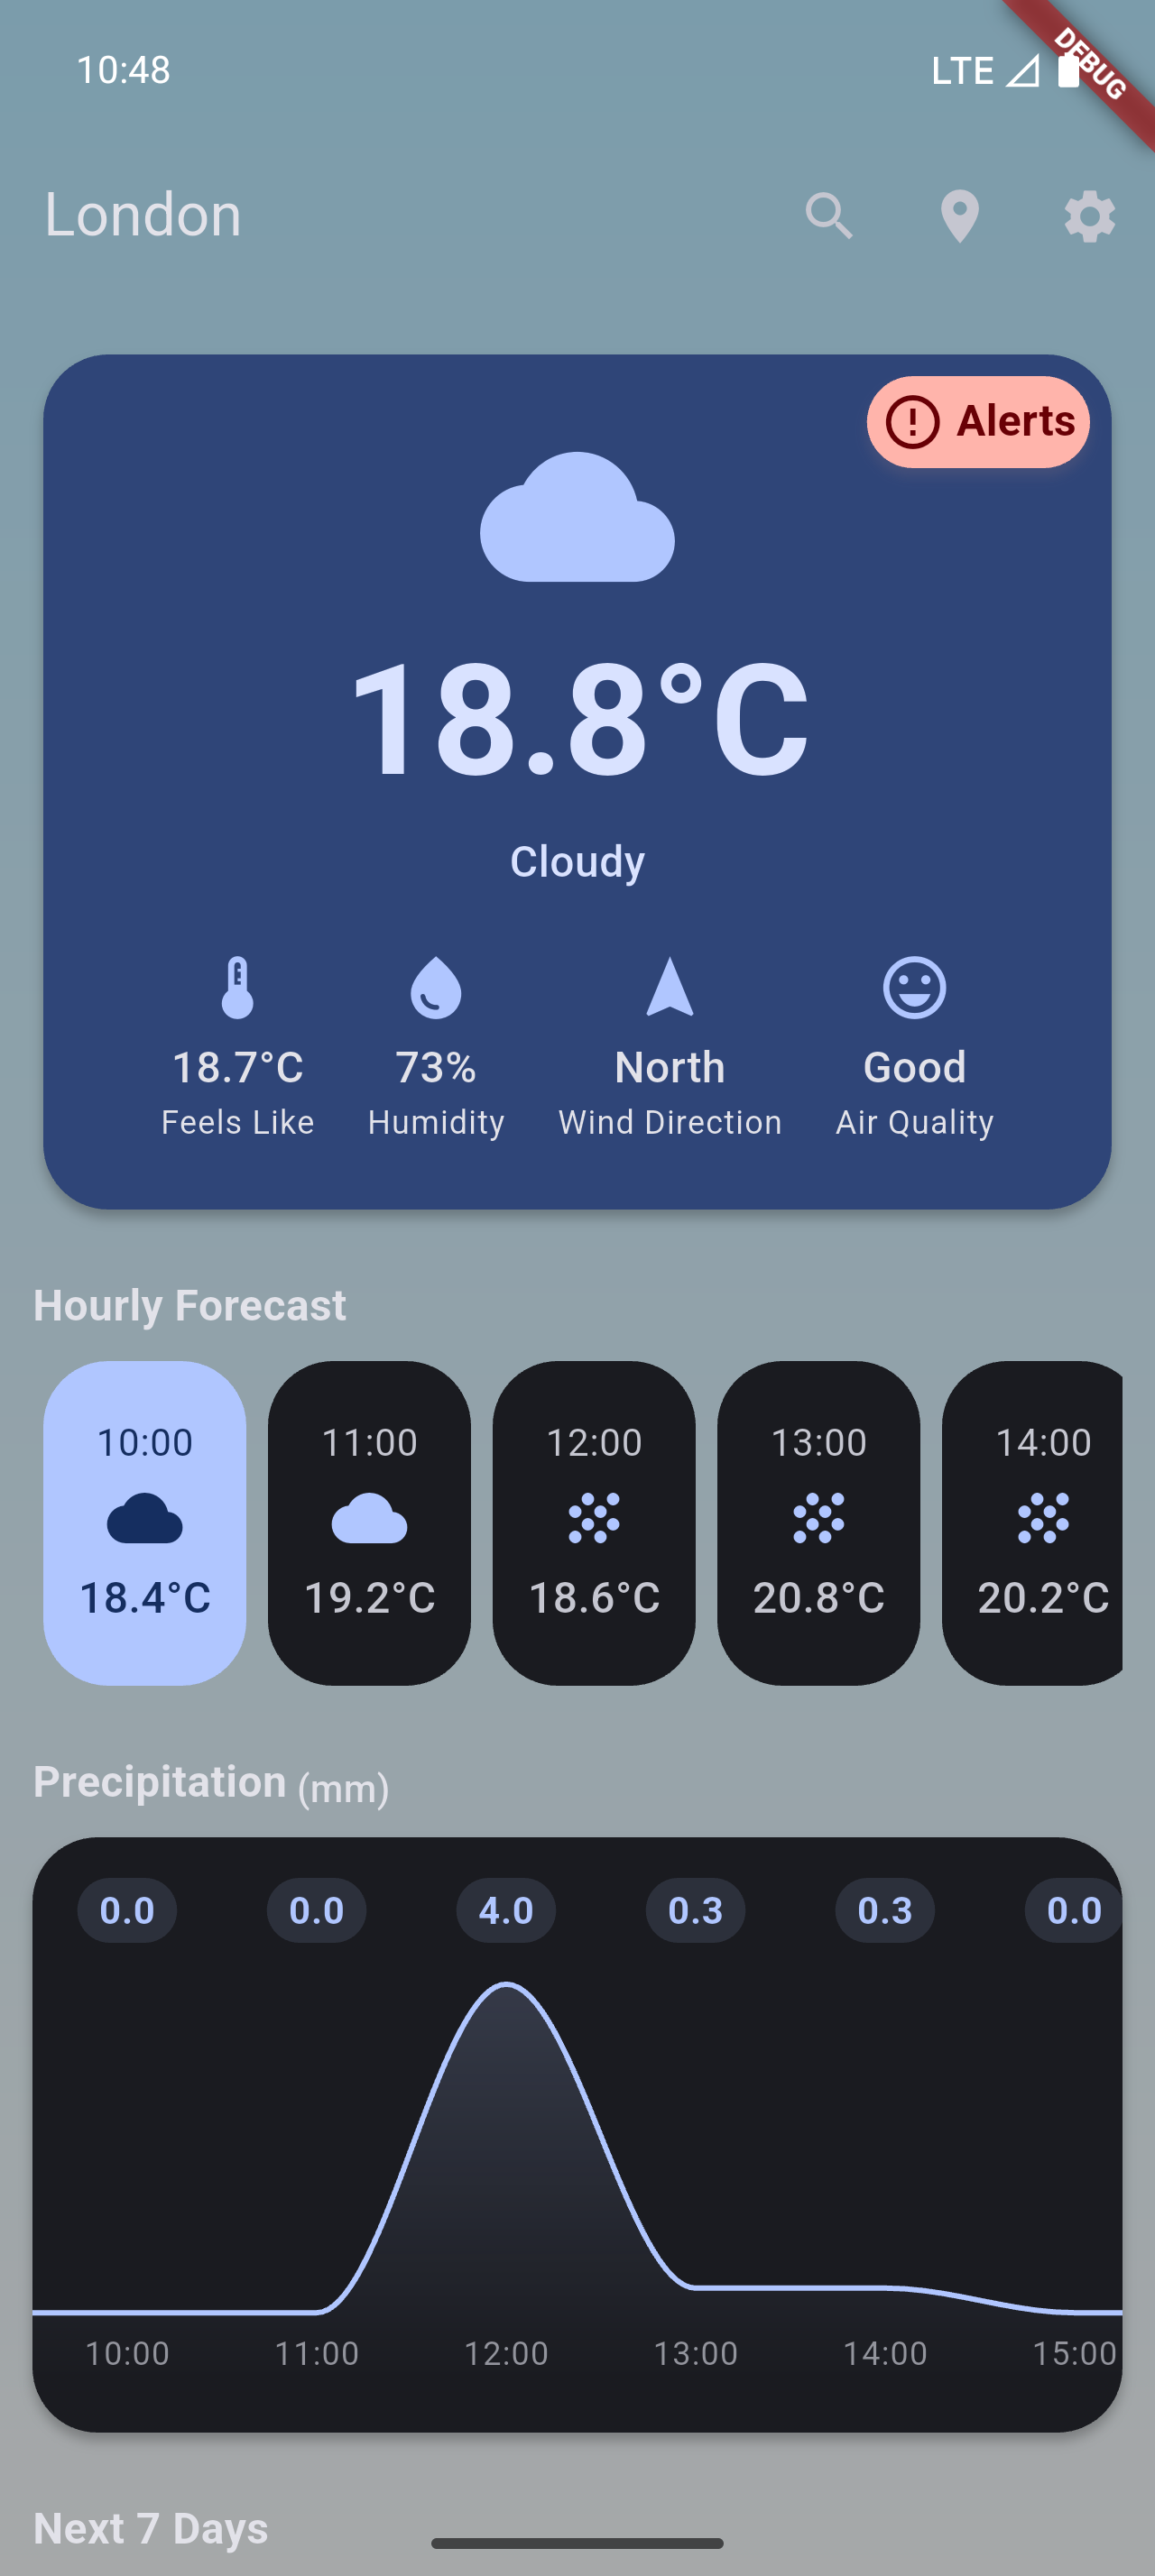 10:48
LTE
DEBUG
London
Alerts
18.8°C
Cloudy
18.7°C 73% North Good
Feels Like Humidity Wind Direction Air Quality
Hourly Forecast
10:00 11:00 12:00 13:00 14:00
18.4°C 19.2°C 18.6°C 20.8°C 20.2°C
Precipitation (mm)
0.0 0.0 4.0 0.3 0.3 0.0
10:00 11:00 12:00 13:00 14:00 15:00
Next 7 Days